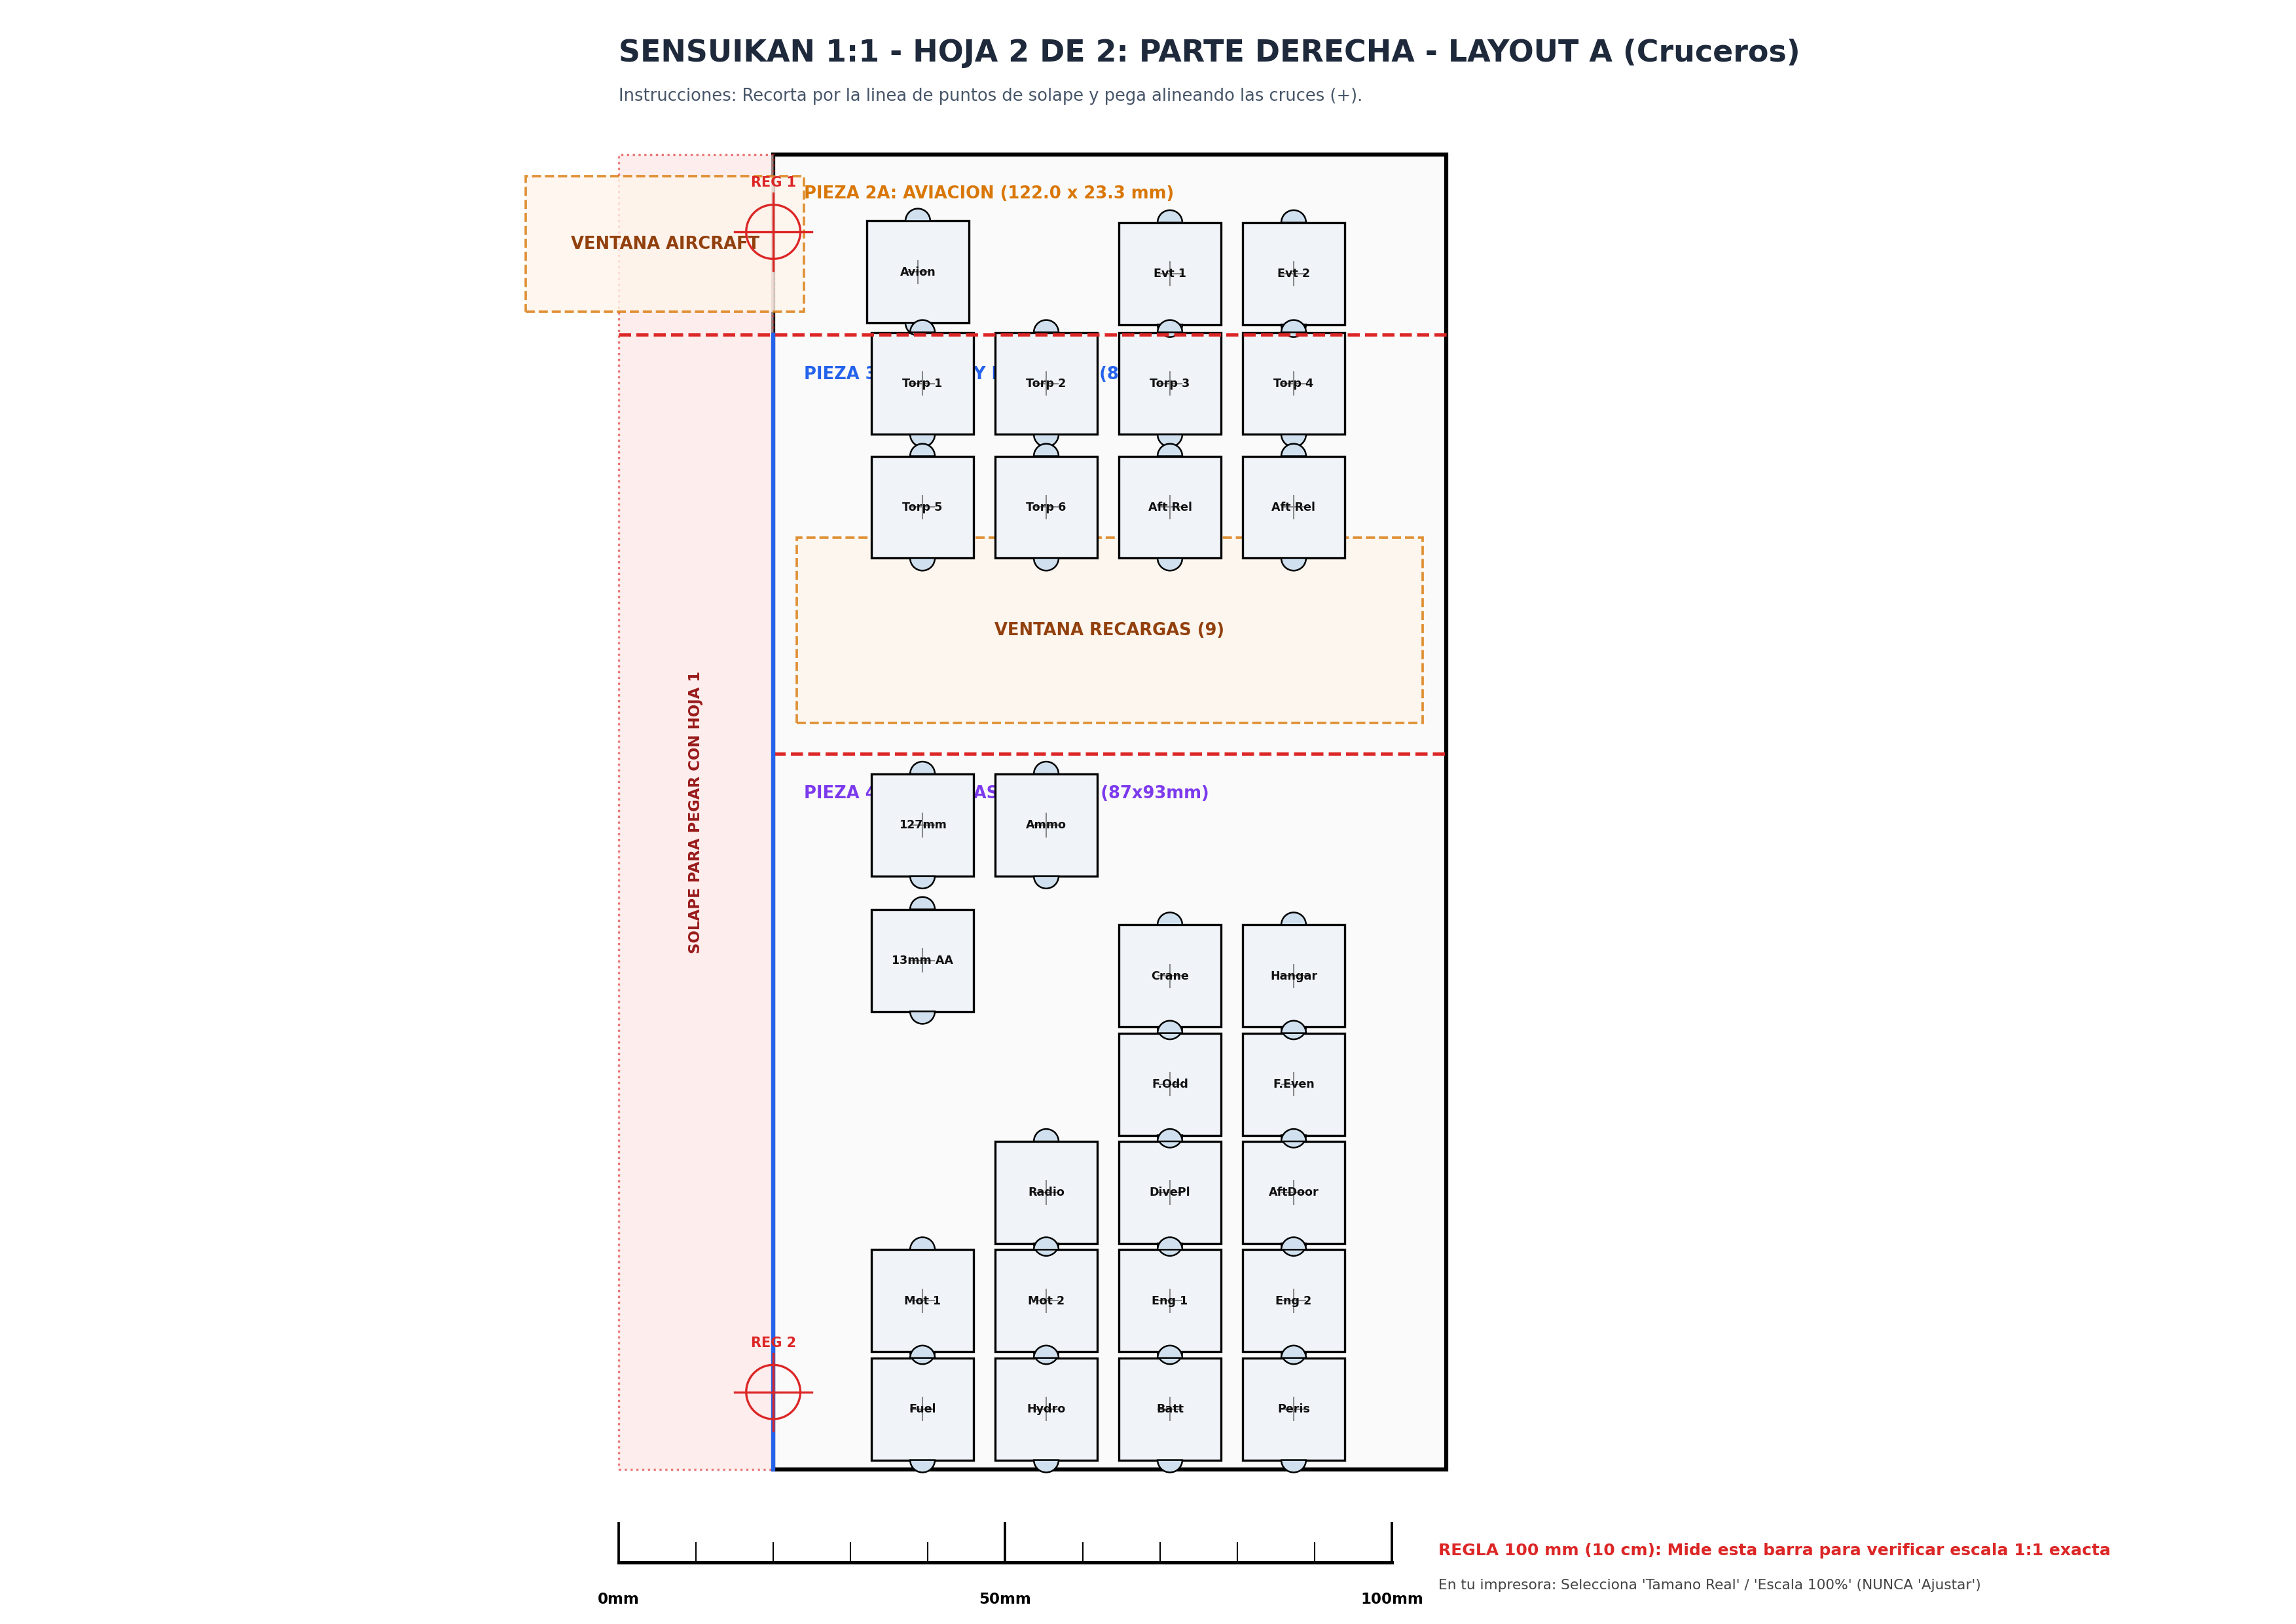 SENSUIKAN 1:1 - HOJA 2 DE 2: PARTE DERECHA - LAYOUT A (Cruceros)
Instrucciones: Recorta por la linea de puntos de solape y pega alineando las cruces (+).
REG 1
PIEZA 2A: AVIACION (122.0 x 23.3 mm)
VENTANA AIRCRAFT
Avion
Evt 1
Evt 2
PIEZA 3 Y (8
Torp 1
Torp 2
Torp 3
Torp 4
Torp 5
Torp 6
Aft Rel
Aft Rel
VENTANA RECARGAS (9)
SOLAPE PARA PEGAR CON HOJA 1
PIEZA 4 AS (87x93mm)
127mm
Ammo
13mm AA
Crane
Hangar
F.Odd
F.Even
Radio
DivePl
AftDoor
Mot 1
Mot 2
Eng 1
Eng 2
REG 2
Fuel
Hydro
Batt
Peris
REGLA 100 mm (10 cm): Mide esta barra para verificar escala 1:1 exacta
En tu impresora: Selecciona 'Tamano Real' / 'Escala 100%' (NUNCA 'Ajustar')
0mm
50mm
100mm